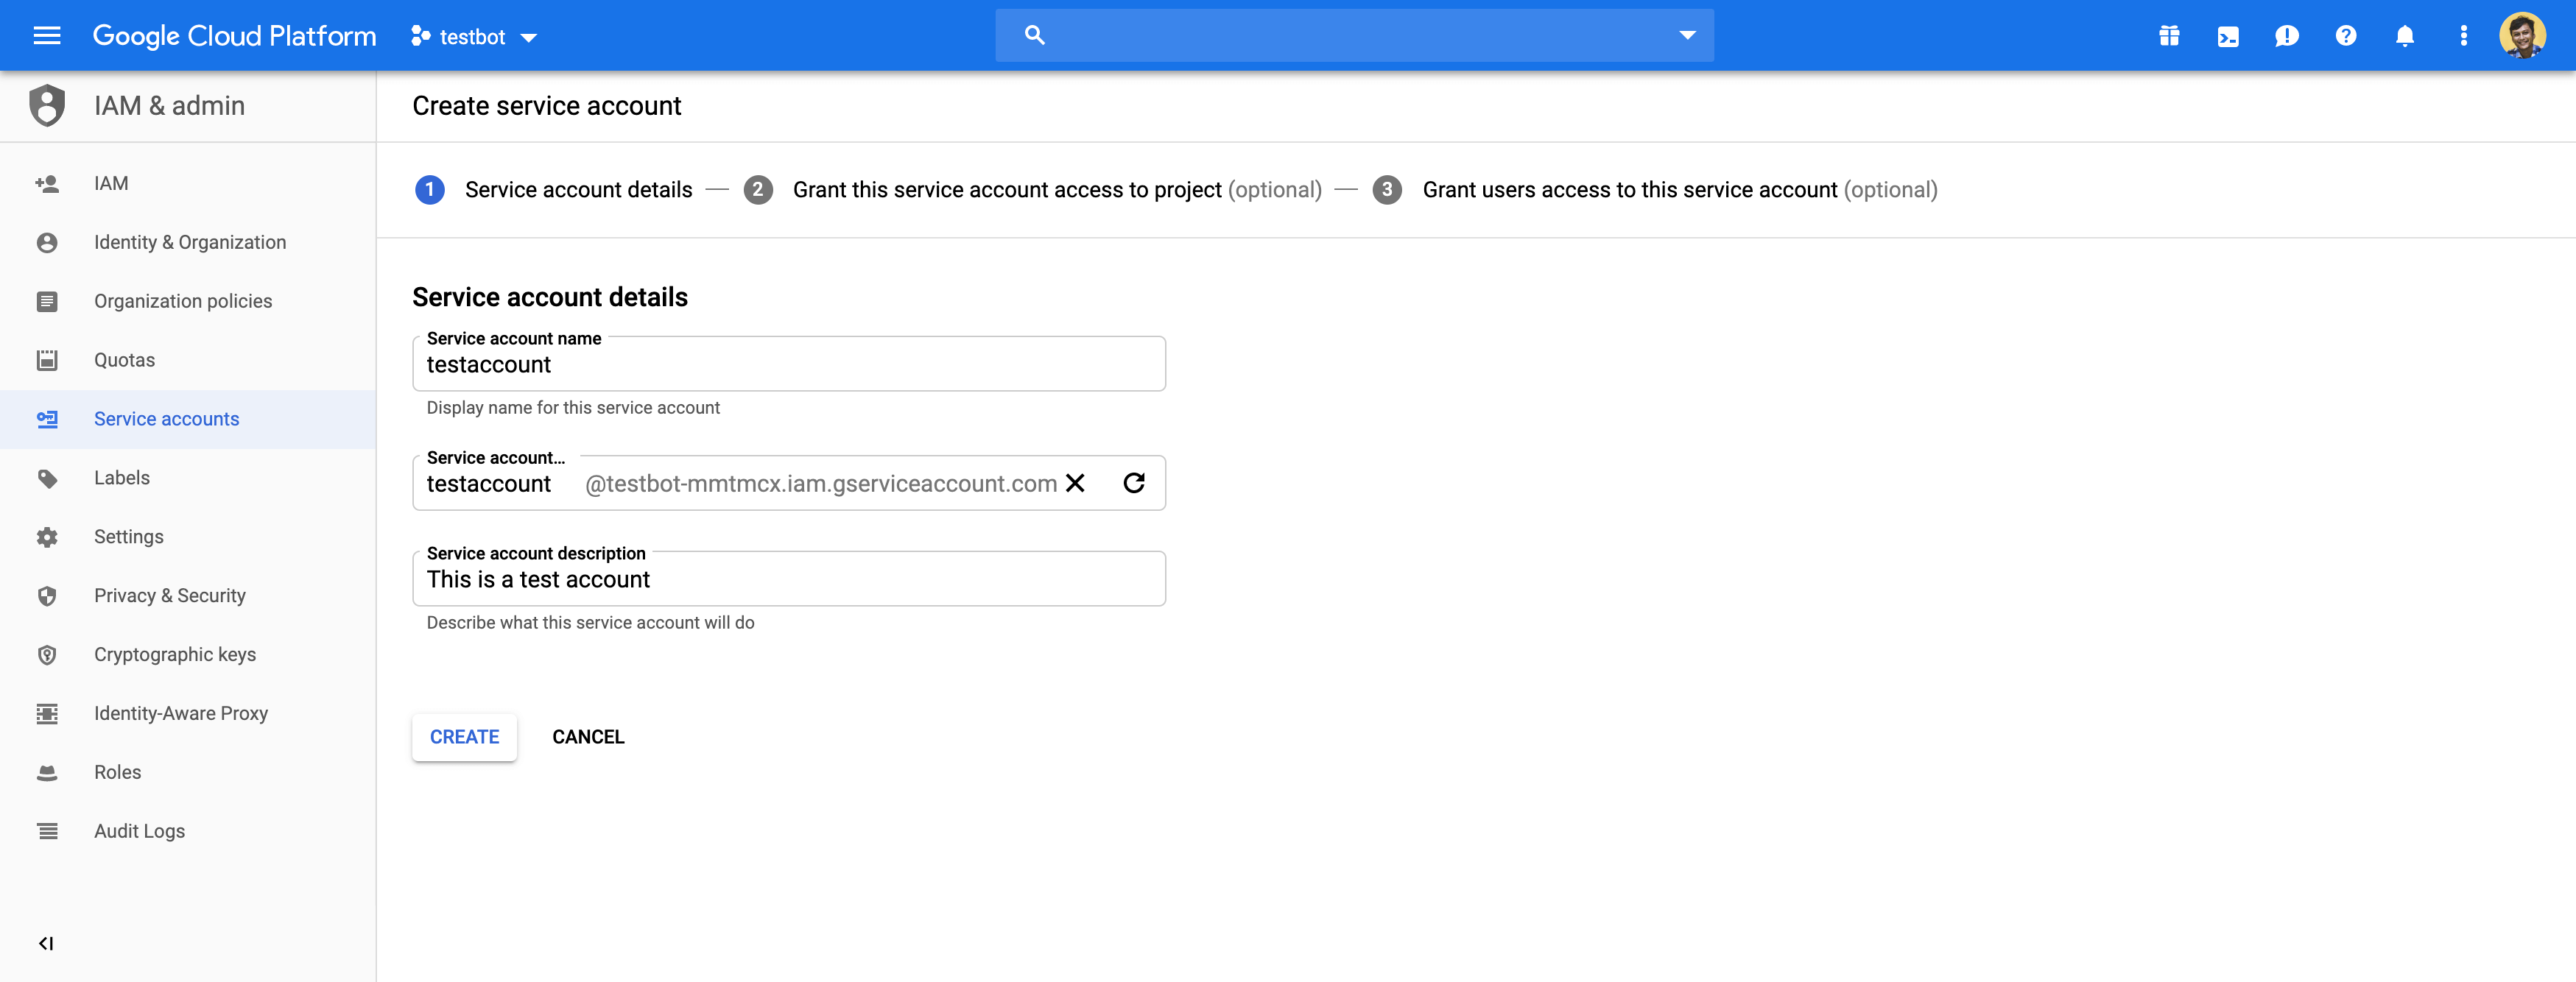 Google Cloud Platform
testbot
IAM & admin
IAM
Identity & Organization
Organization policies
Quotas
Service accounts
Labels
Settings
Privacy & Security
Cryptographic keys
Identity-Aware Proxy
Roles
Audit Logs
Create service account
1 Service account details — 2 Grant this service account access to project (optional) — 3 Grant users access to this service account (optional)
Service account details
Service account name
testaccount
Display name for this service account
Service account...
testaccount @testbot-mmtmcx.iam.gserviceaccount.com
Service account description
This is a test account
Describe what this service account will do
CREATE CANCEL